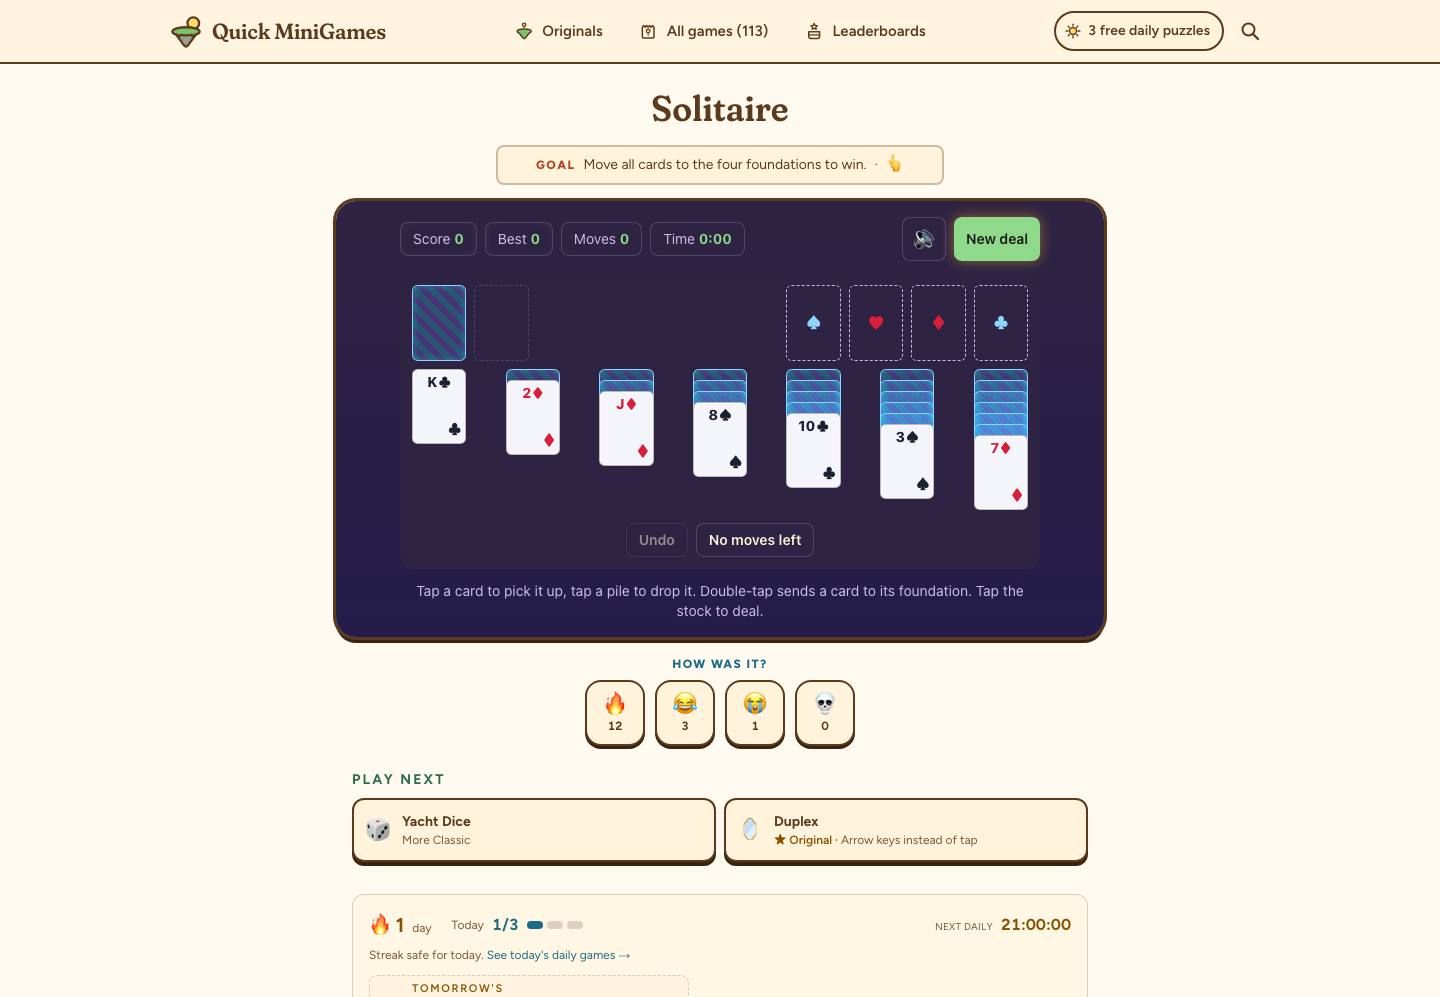 Quick MiniGames
Originals
All games (113)
Leaderboards
3 free daily puzzles
Solitaire
GOAL Move all cards to the four foundations to win. ·
Score 0
Best 0
Moves 0
Time 0:00
New deal
K♣
2♦
J♦
8♠
10♣
3♠
7♦
Undo
No moves left
Tap a card to pick it up, tap a pile to drop it. Double-tap sends a card to its foundation. Tap the
stock to deal.
HOW WAS IT?
12
3
1
0
PLAY NEXT
Yacht Dice
More Classic
Duplex
Original · Arrow keys instead of tap
1 day
Today 1/3
NEXT DAILY 21:00:00
Streak safe for today. See today's daily games →
TOMORROW'S